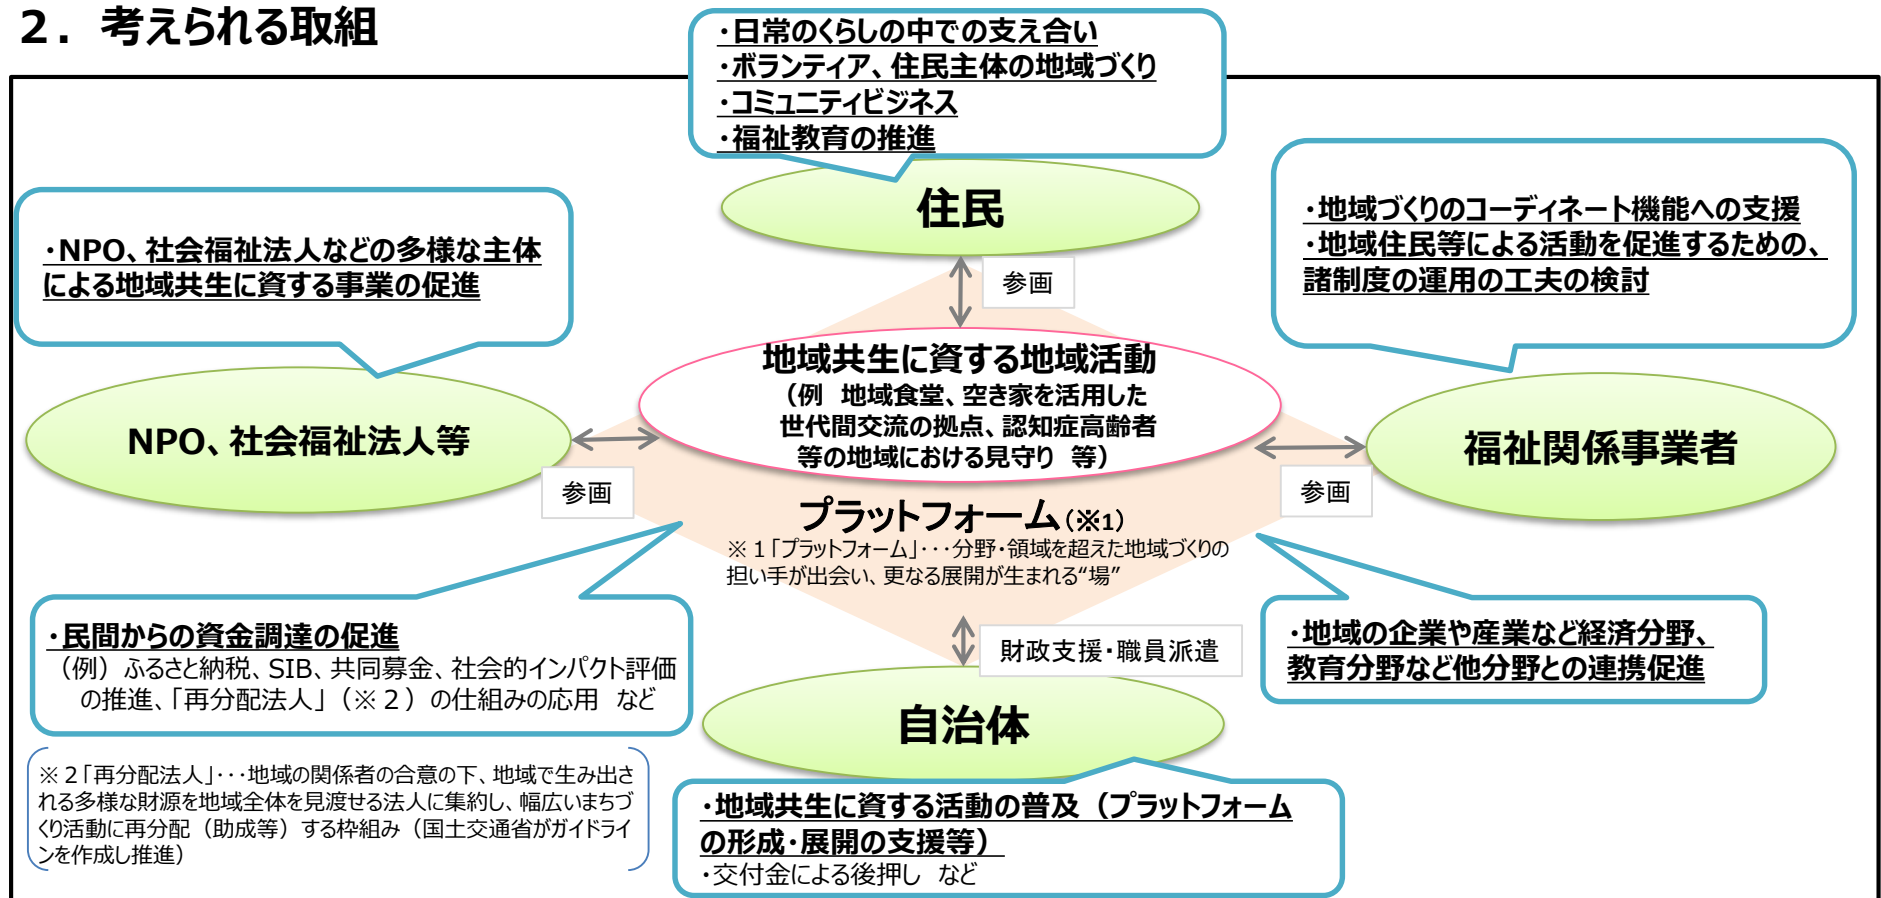 ２．考えられる取組
・日常のくらしの中での支え合い
・ボランティア、住民主体の地域づくり
・コミュニティビジネス
・福祉教育の推進
住民
・NPO、社会福祉法人などの多様な主体
による地域共生に資する事業の促進
・地域づくりのコーディネート機能への支援
・地域住民等による活動を促進するための、
諸制度の運用の工夫の検討
参画
地域共生に資する地域活動
（例　地域食堂、空き家を活用した
世代間交流の拠点、認知症高齢者
等の地域における見守り　等）
NPO、社会福祉法人等
福祉関係事業者
参画
参画
プラットフォーム（※1）
※１「プラットフォーム」・・・分野・領域を超えた地域づくりの
担い手が出会い、更なる展開が生まれる“場”
・民間からの資金調達の促進
（例）ふるさと納税、SIB、共同募金、社会的インパクト評価
の推進、「再分配法人」（※２）の仕組みの応用　など
財政支援・職員派遣
・地域の企業や産業など経済分野、
教育分野など他分野との連携促進
自治体
※２「再分配法人」・・・地域の関係者の合意の下、地域で生み出さ
れる多様な財源を地域全体を見渡せる法人に集約し、幅広いまちづ
くり活動に再分配（助成等）する枠組み（国土交通省がガイドライ
ンを作成し推進）
・地域共生に資する活動の普及（プラットフォーム
の形成・展開の支援等）
・交付金による後押し　など